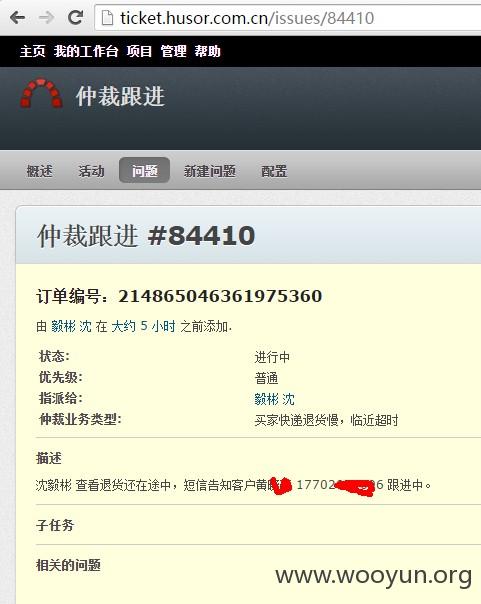 ticket.husor.com.cn/issues/84410
主页 我的工作台 项目 管理 帮助
仲裁跟进
概述 活动 问题 新建问题 配置
仲裁跟进 #84410
订单编号：214865046361975360
由 毅彬 沈 在 大约 5 小时 之前添加.
状态: 进行中
优先级: 普通
指派给: 毅彬 沈
仲裁业务类型: 买家快递退货慢，临近超时
描述
沈毅彬 查看退货还在途中，短信告知客户黄 17702 6 跟进中。
子任务
相关的问题
www.wooyun.org